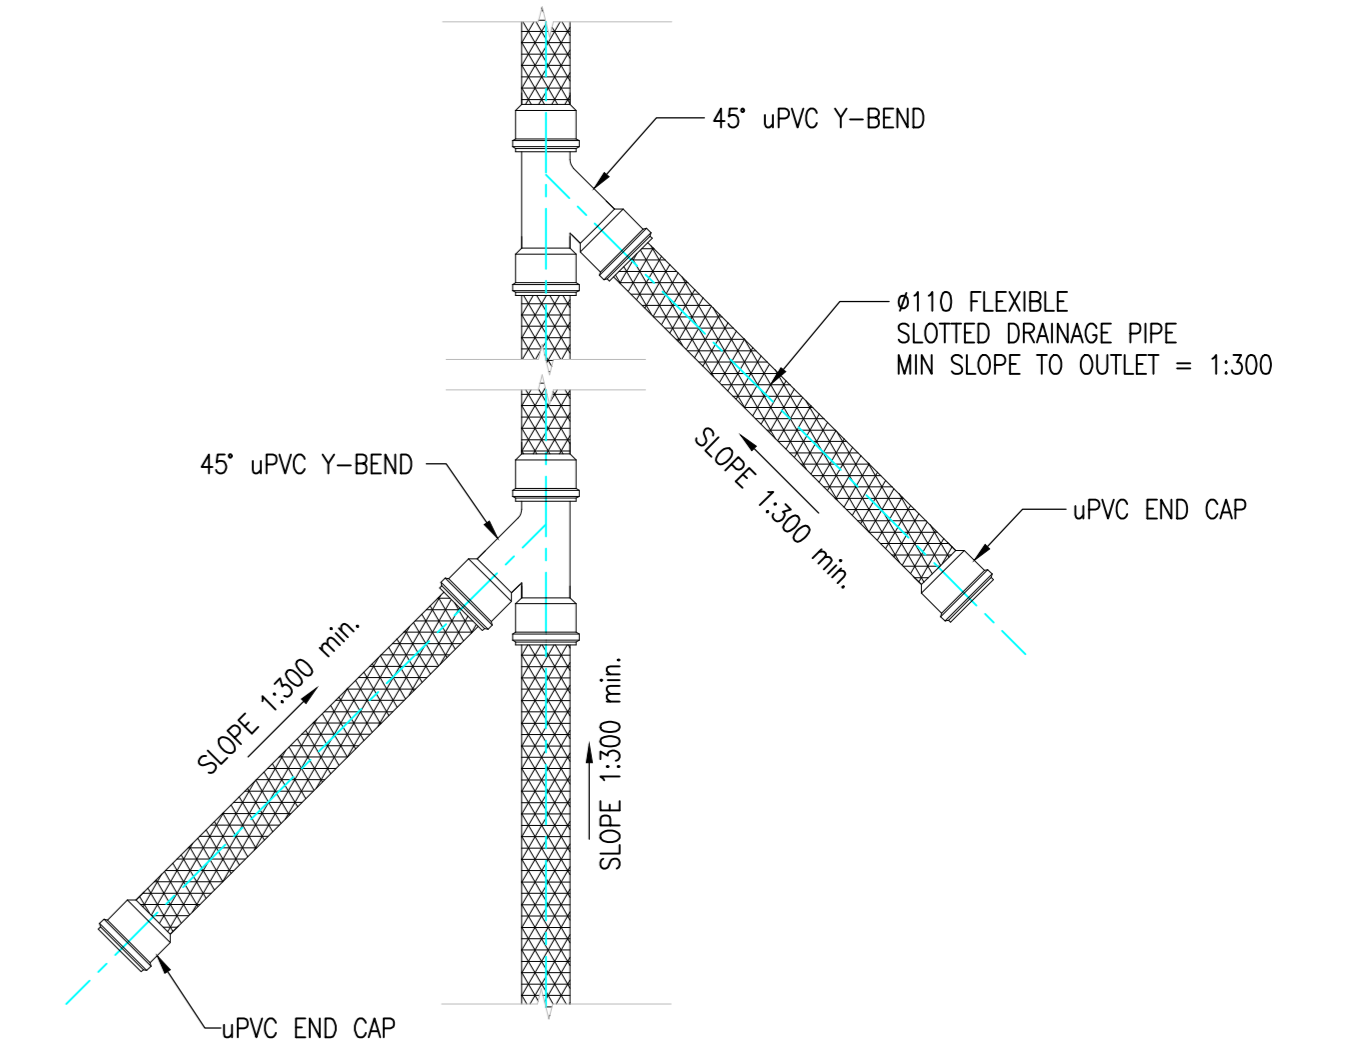 45° uPVC Y-BEND
ø110 FLEXIBLE
SLOTTED DRAINAGE PIPE
MIN SLOPE TO OUTLET = 1:300
45° uPVC Y-BEND
SLOPE 1:300 min.
uPVC END CAP
SLOPE 1:300 min.
SLOPE 1:300 min.
uPVC END CAP